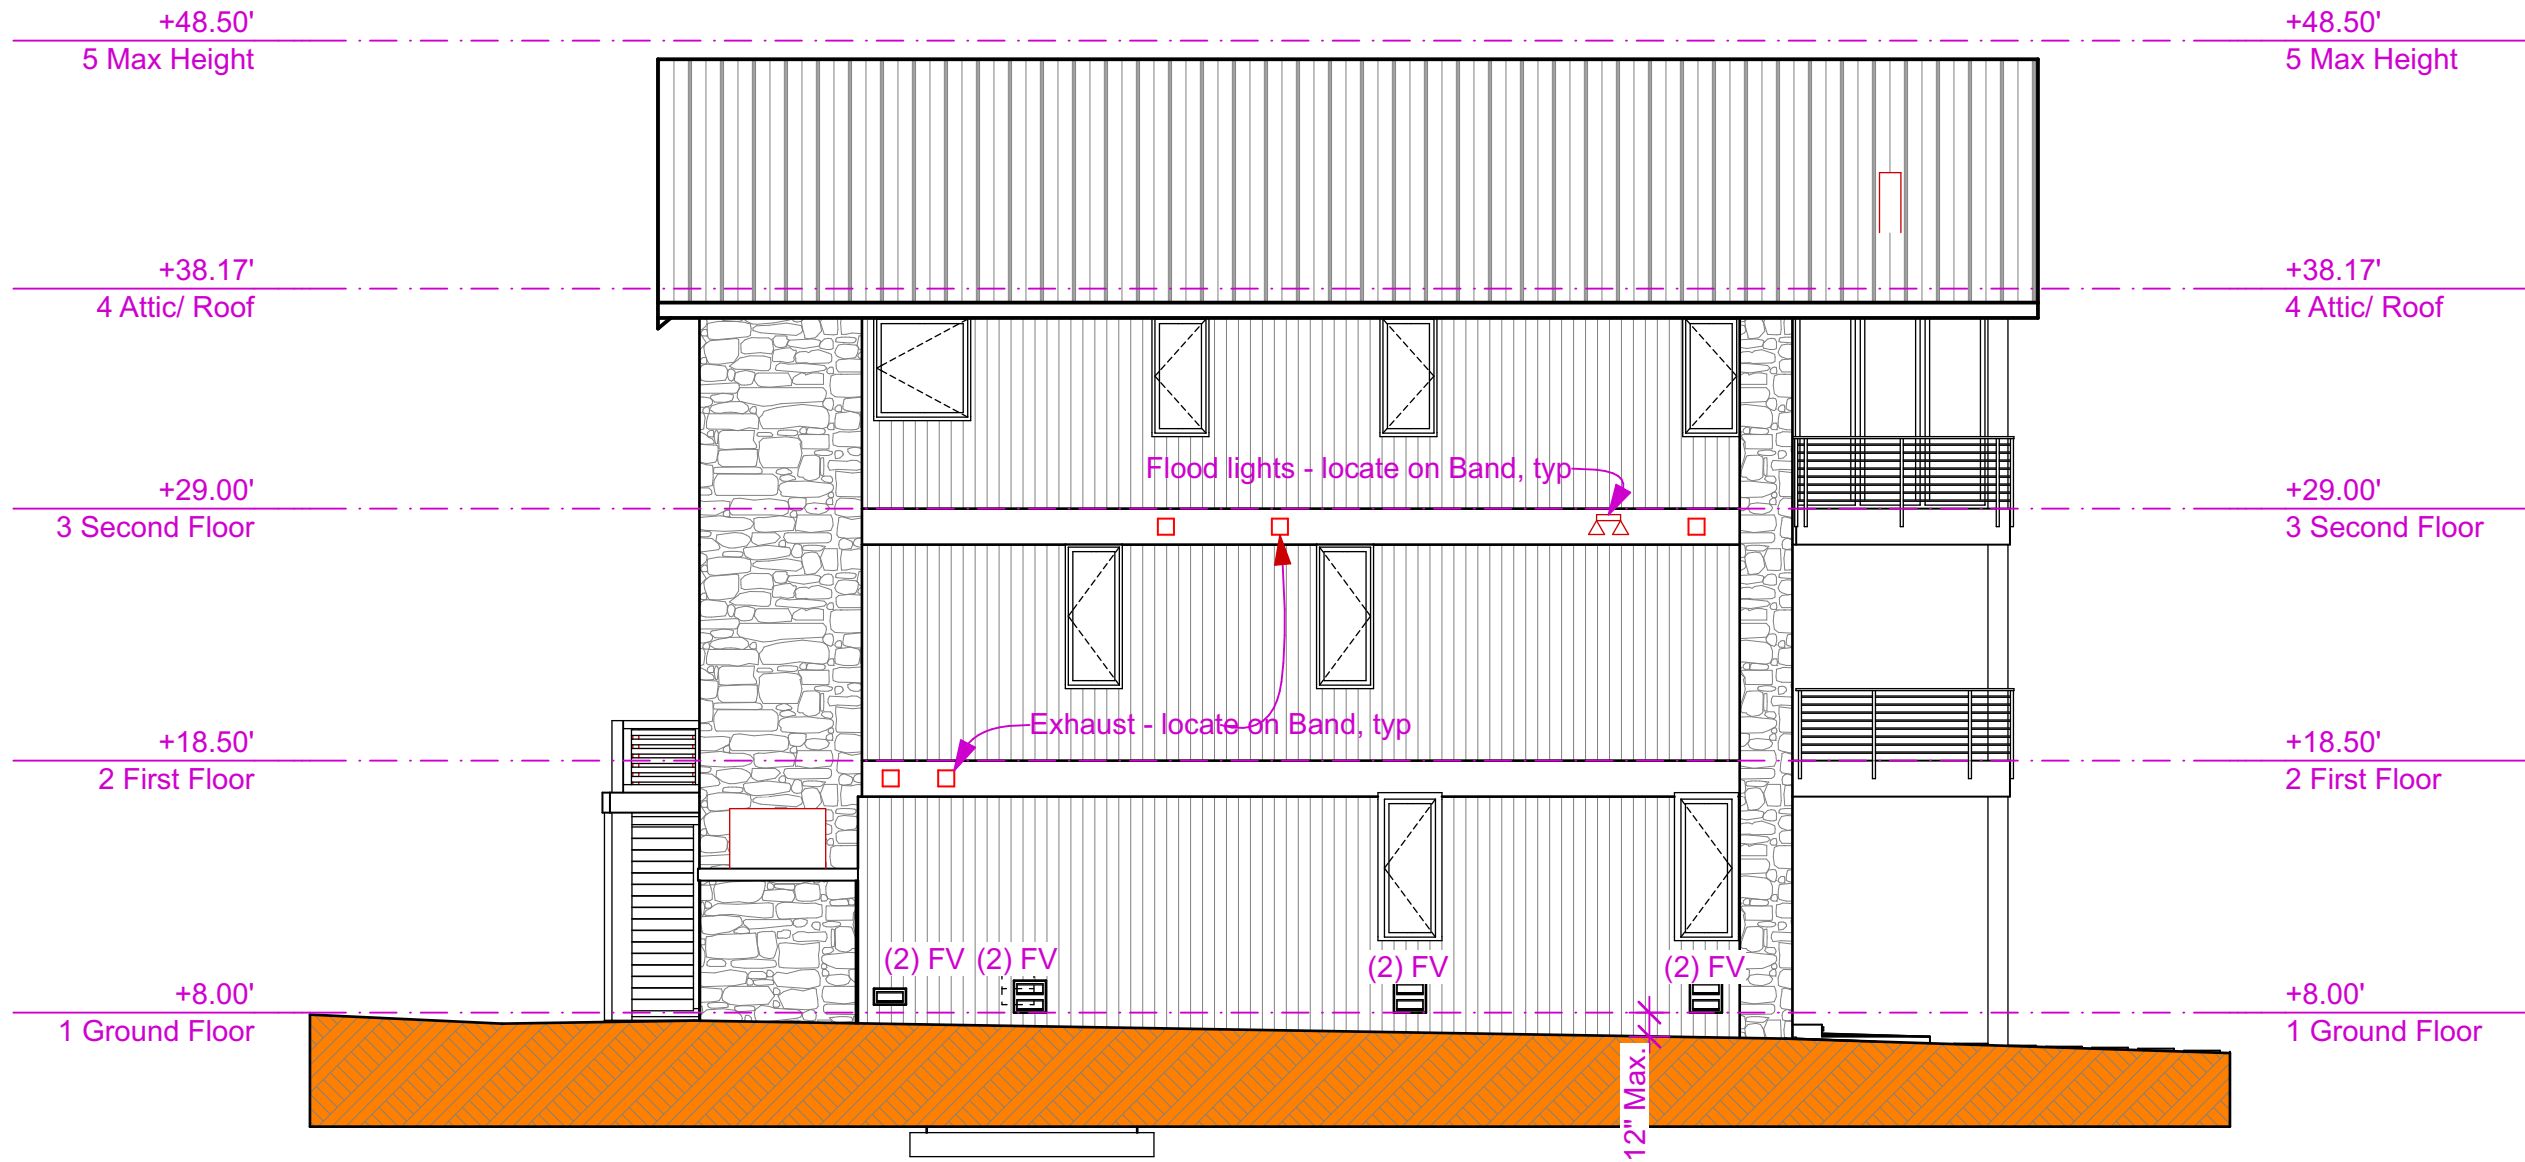 +48.50'
5 Max Height
+48.50'
5 Max Height
+38.17'
4 Attic/ Roof
+38.17'
4 Attic/ Roof
Flood lights - locate on Band, typ
+29.00'
3 Second Floor
+29.00'
3 Second Floor
Exhaust - locate on Band, typ
+18.50'
2 First Floor
+18.50'
2 First Floor
(2) FV
(2) FV
(2) FV
(2) FV
+8.00'
1 Ground Floor
+8.00'
1 Ground Floor
12" Max.